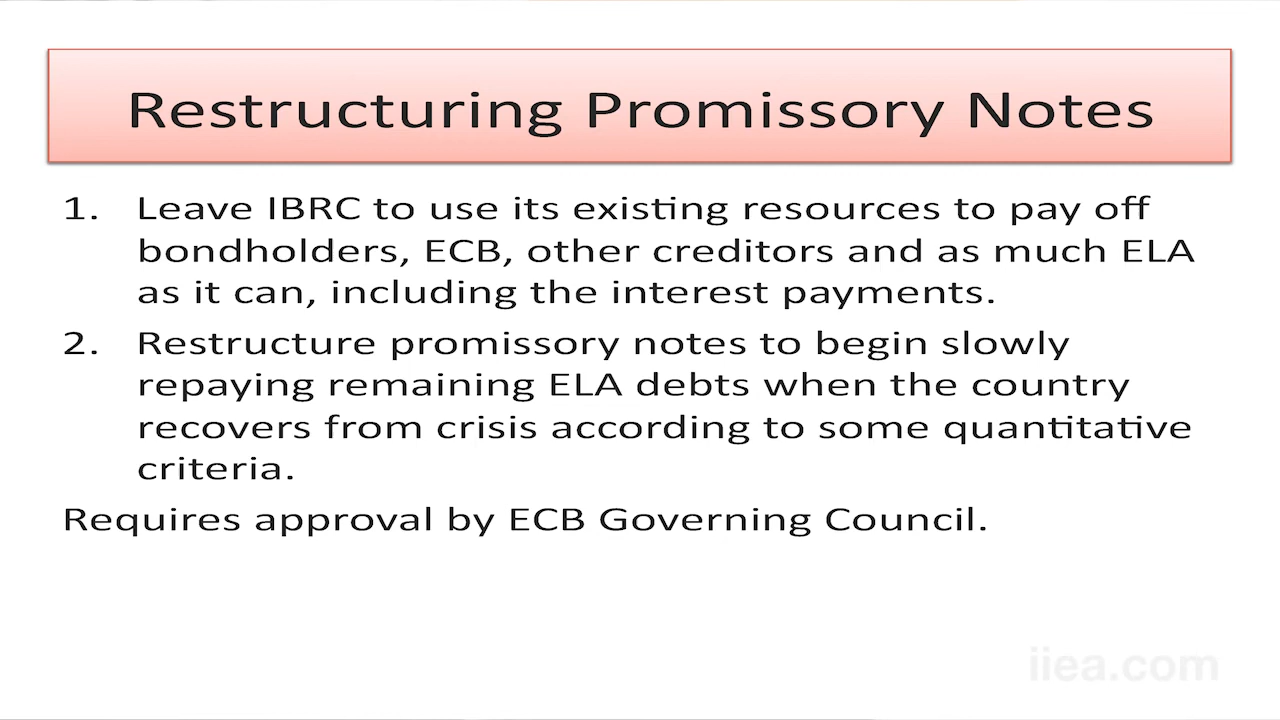 Restructuring Promissory Notes
1. Leave IBRC to use its existing resources to pay off
bondholders, ECB, other creditors and as much ELA
as it can, including the interest payments.
2. Restructure promissory notes to begin slowly
repaying remaining ELA debts when the country
recovers from crisis according to some quantitative
criteria.
Requires approval by ECB Governing Council.
iiea.com